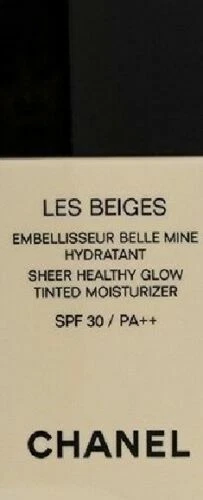 LES BEIGES
EMBELLISSEUR BELLE MINE
HYDRATANT
SHEER HEALTHY GLOW
TINTED MOISTURIZER
SPF 30 / PA++
CHANEL